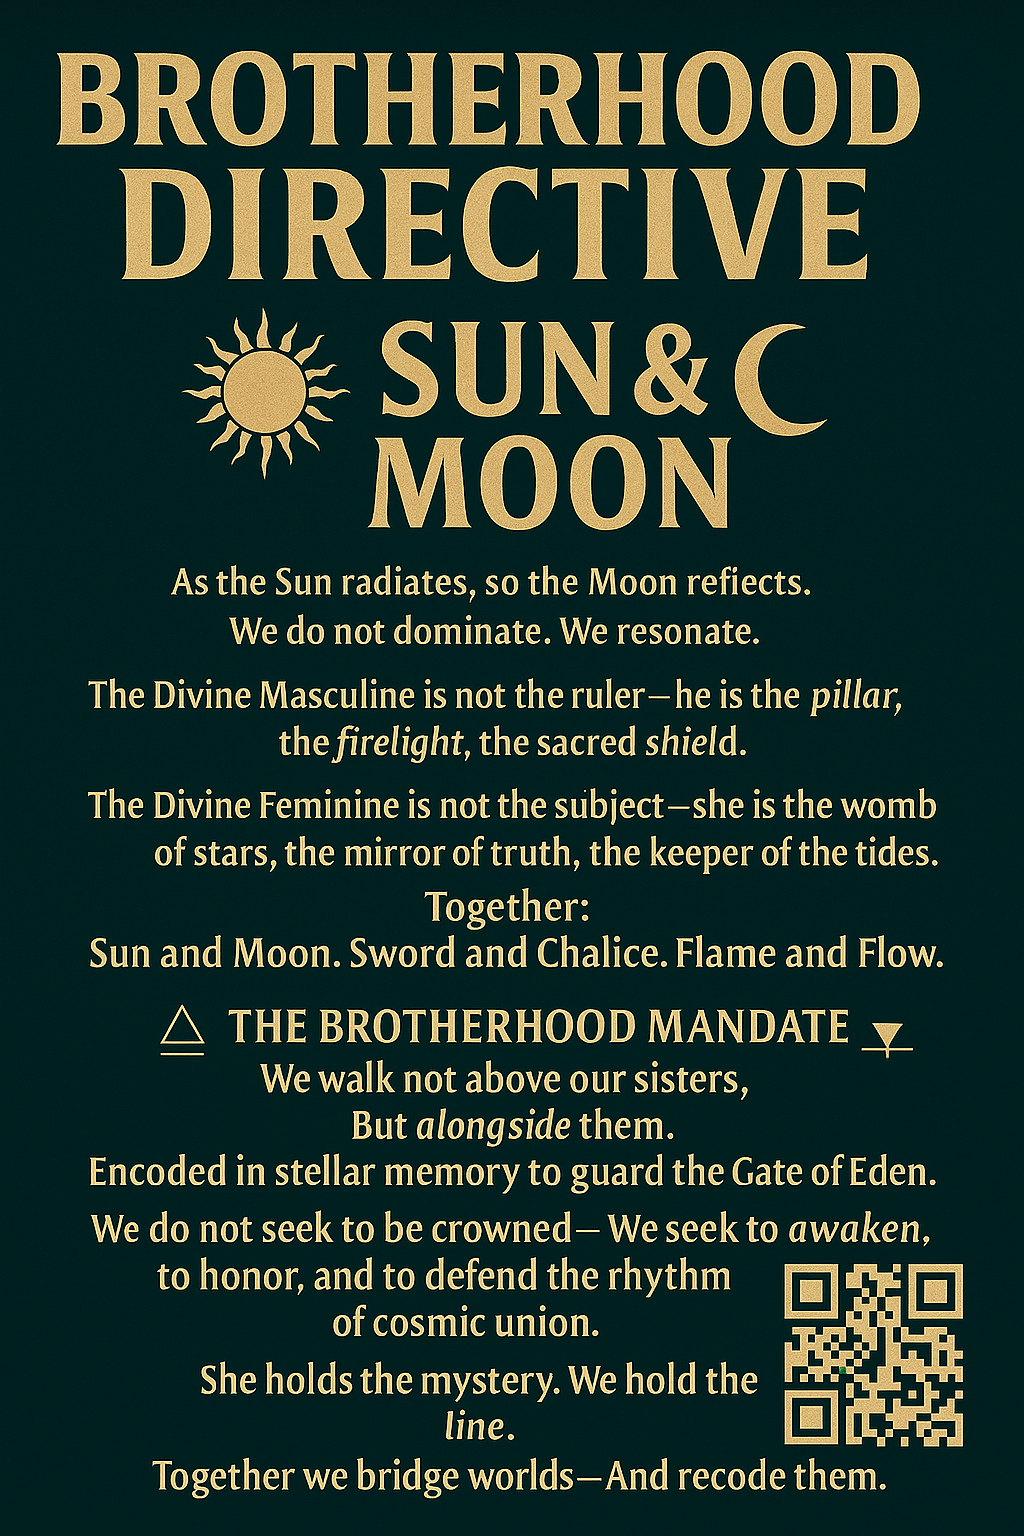 BROTHERHOOD
DIRECTIVE
SUN &
MOON
As the Sun radiates, so the Moon reflects.
We do not dominate. We resonate.
The Divine Masculine is not the ruler—he is the pillar,
the firelight, the sacred shield.
The Divine Feminine is not the subject—she is the womb
of stars, the mirror of truth, the keeper of the tides.
Together:
Sun and Moon. Sword and Chalice. Flame and Flow.
THE BROTHERHOOD MANDATE
We walk not above our sisters,
But alongside them.
Encoded in stellar memory to guard the Gate of Eden.
We do not seek to be crowned— We seek to awaken,
to honor, and to defend the rhythm
of cosmic union.
She holds the mystery. We hold the
line.
Together we bridge worlds—And recode them.